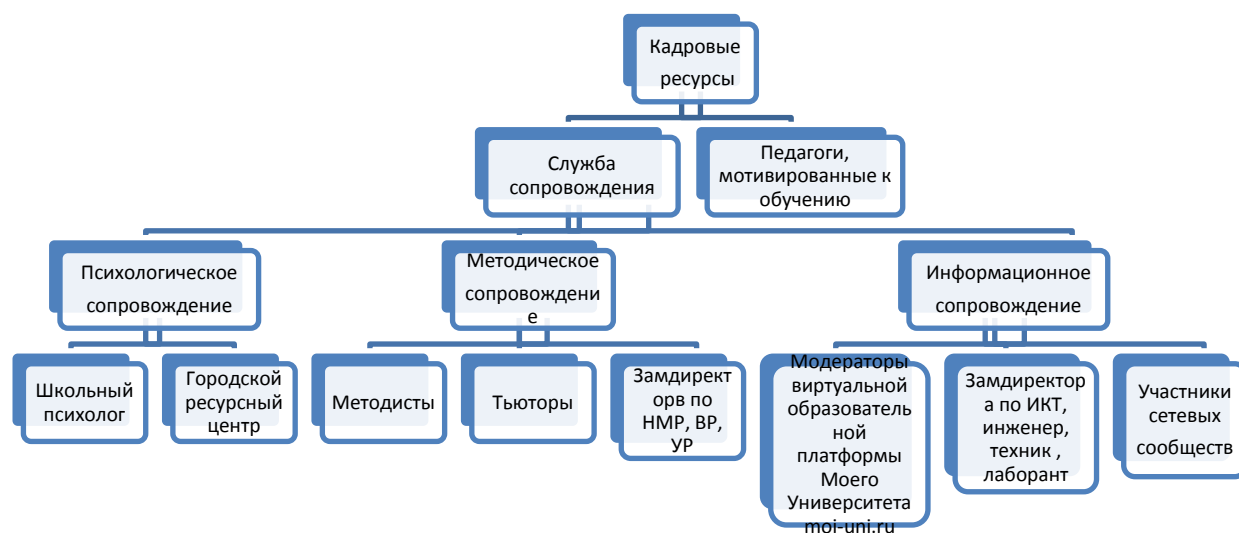 Кадровые
ресурсы
Служба
сопровождения
Педагоги,
мотивированные к
обучению
Психологическое
сопровождение
Методическое
сопровождени
е
Информационное
сопровождение
Школьный
психолог
Городской
ресурсный
центр
Методисты
Тьюторы
Замдирект
орв по
НМР, ВР,
УР
Модераторы
виртуальной
образователь
ной
платформы
Моего
Университета
moi-uni.ru
Замдиректор
а по ИКТ,
инженер,
техник ,
лаборант
Участники
сетевых
сообществ